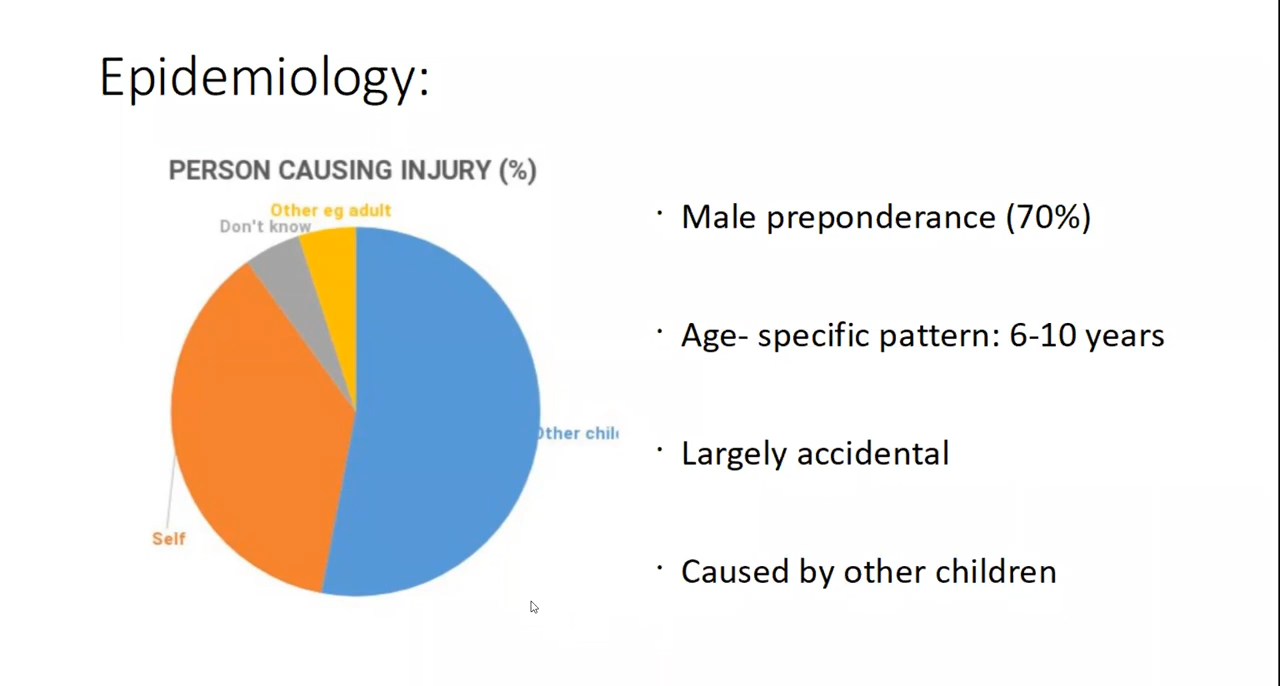 Epidemiology:
PERSON CAUSING INJURY (%)
Other eg adult
Don't know
Other
Self
· Male preponderance (70%)
· Age- specific pattern: 6-10 years
· Largely accidental
· Caused by other children